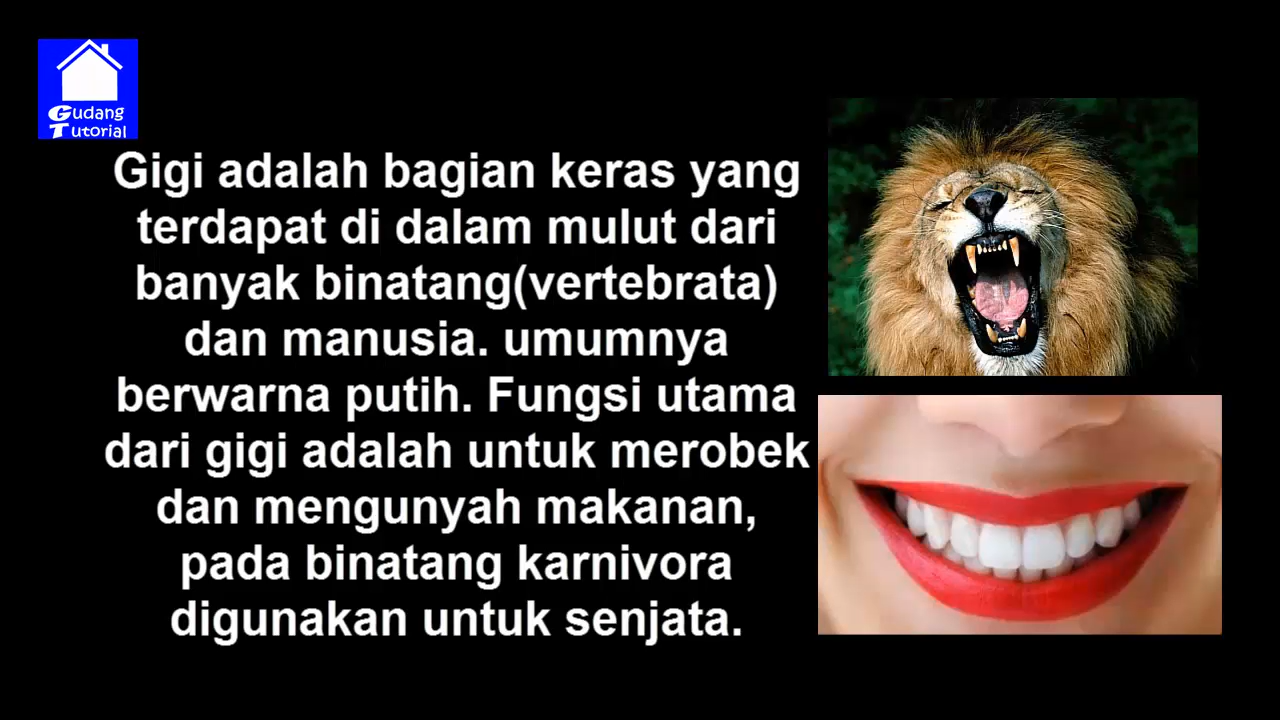 Gudang
Tutorial
Gigi adalah bagian keras yang
terdapat di dalam mulut dari
banyak binatang(vertebrata)
dan manusia. umumnya
berwarna putih. Fungsi utama
dari gigi adalah untuk merobek
dan mengunyah makanan,
pada binatang karnivora
digunakan untuk senjata.